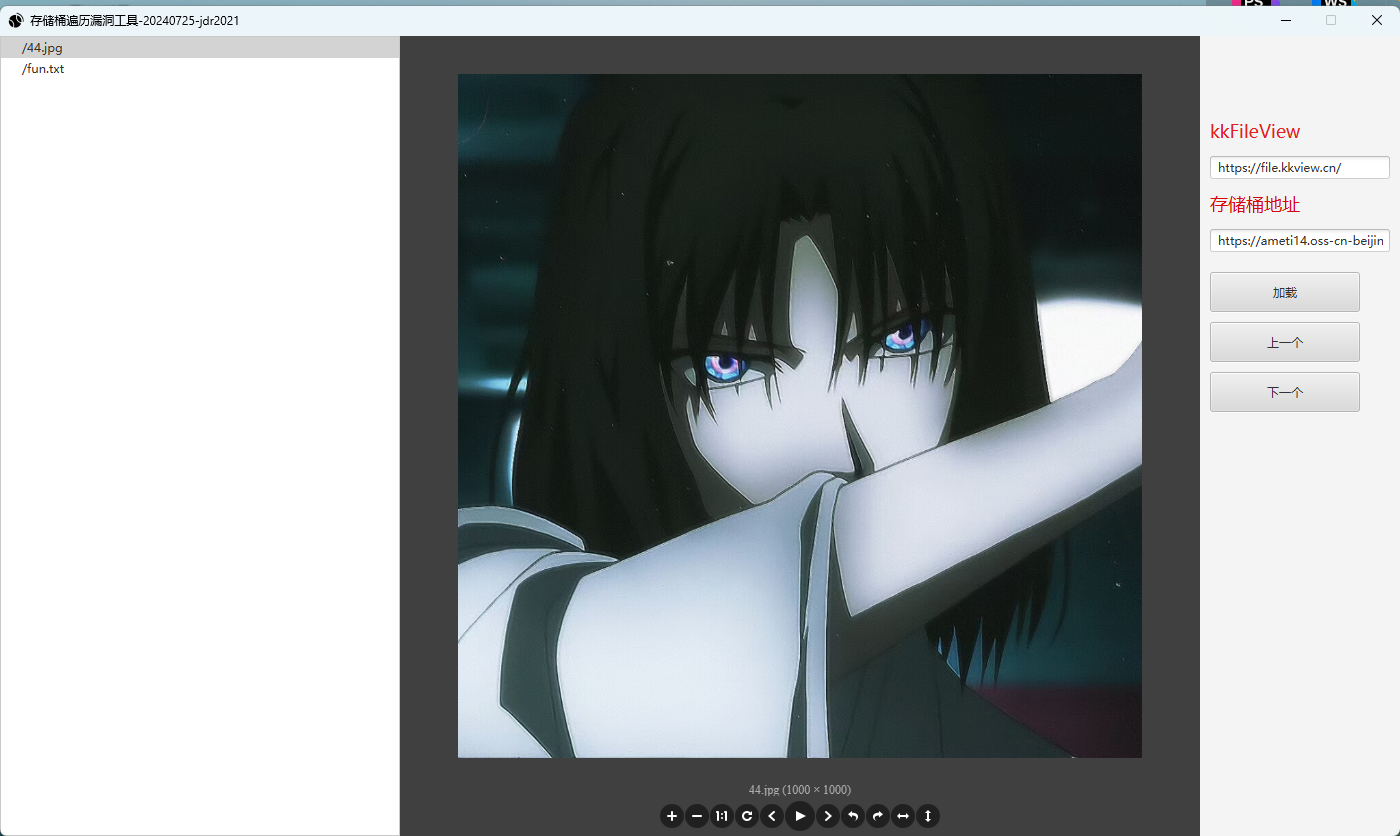 PS
WS
存储桶遍历漏洞工具-20240725-jdr2021
/44.jpg
/fun.txt
kkFileView
https://file.kkview.cn/
存储桶地址
https://ameti14.oss-cn-beijin
加载
上一个
下一个
44.jpg (1000 × 1000)
1:1